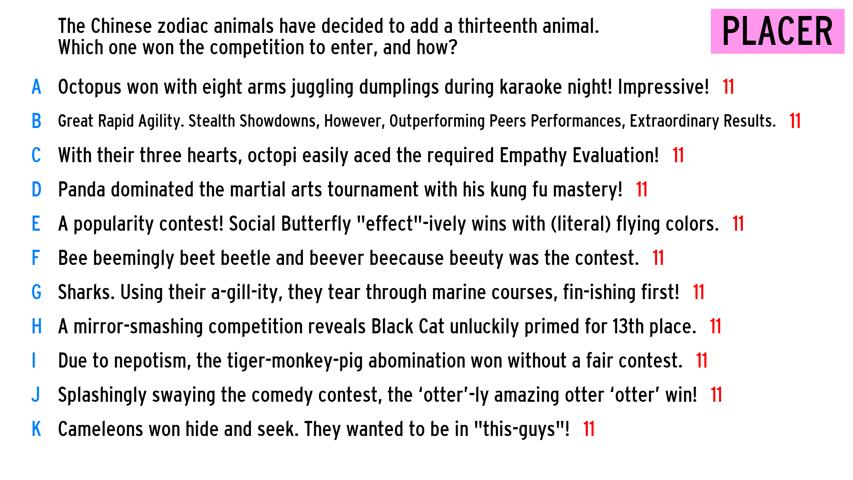 The Chinese zodiac animals have decided to add a thirteenth animal.
Which one won the competition to enter, and how?
PLACER
A Octopus won with eight arms juggling dumplings during karaoke night! Impressive! 11
B Great Rapid Agility. Stealth Showdowns, However, Outperforming Peers Performances, Extraordinary Results. 11
C With their three hearts, octopi easily aced the required Empathy Evaluation! 11
D Panda dominated the martial arts tournament with his kung fu mastery! 11
E A popularity contest! Social Butterfly "effect"-ively wins with (literal) flying colors. 11
F Bee beemingly beet beetle and beever beecause beeuty was the contest. 11
G Sharks. Using their a-gill-ity, they tear through marine courses, fin-ishing first! 11
H A mirror-smashing competition reveals Black Cat unluckily primed for 13th place. 11
I Due to nepotism, the tiger-monkey-pig abomination won without a fair contest. 11
J Splashingly swaying the comedy contest, the ‘otter’-ly amazing otter ‘otter’ win! 11
K Cameleons won hide and seek. They wanted to be in "this-guys"! 11